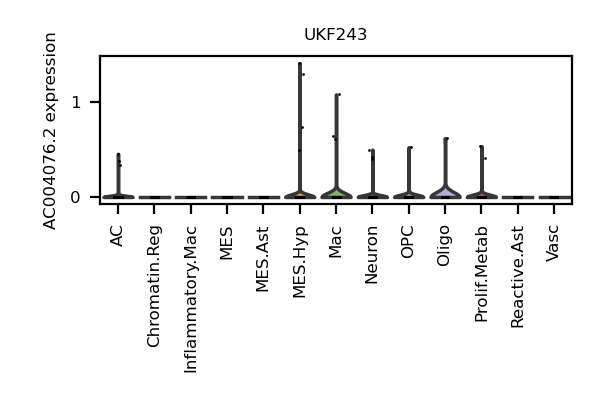 UKF243
AC004076.2 expression
1
0
AC
Chromatin.Reg
Inflammatory.Mac
MES
MES.Ast
MES.Hyp
Mac
Neuron
OPC
Oligo
Prolif.Metab
Reactive.Ast
Vasc